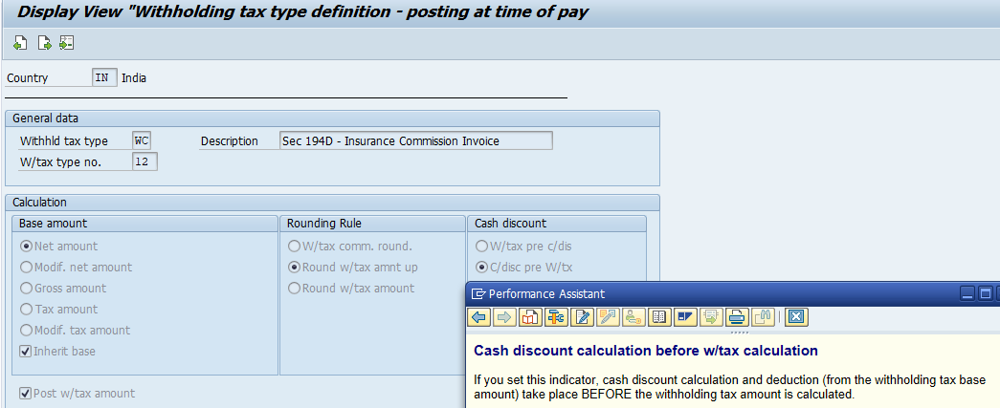 Display View "Withholding tax type definition - posting at time of pay
Country IN India
General data
Withhld tax type WC Description Sec 194D - Insurance Commission Invoice
W/tax type no. 12
Calculation
Base amount Rounding Rule Cash discount
Net amount W/tax comm. round. W/tax pre c/dis
Modif. net amount Round w/tax amnt up C/disc pre W/tx
Gross amount Round w/tax amount
Tax amount
Modif. tax amount
Inherit base
Post w/tax amount
Performance Assistant
Cash discount calculation before w/tax calculation
If you set this indicator, cash discount calculation and deduction (from the withholding tax base
amount) take place BEFORE the withholding tax amount is calculated.